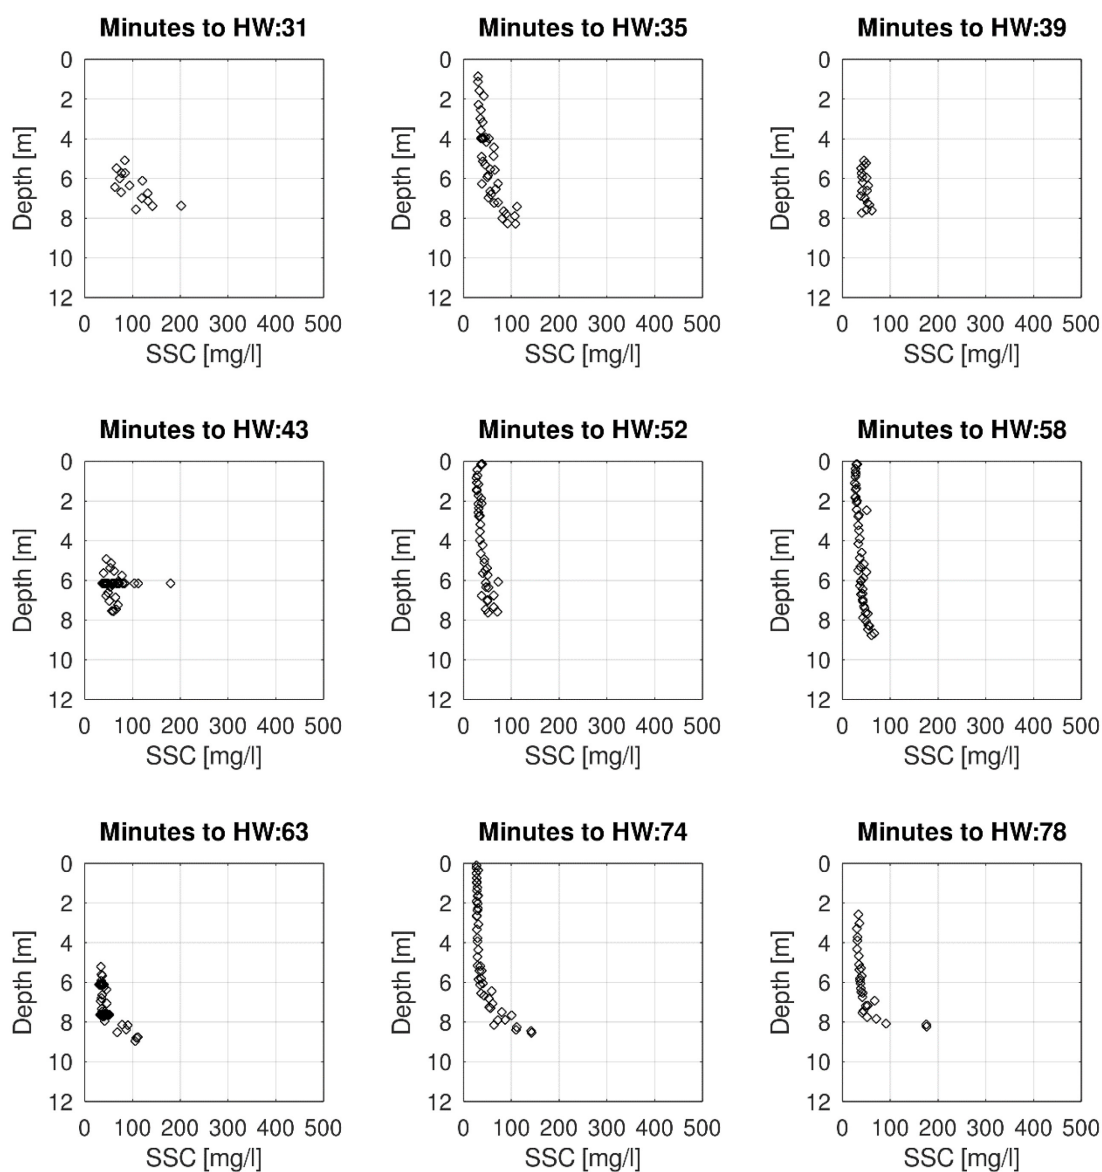 Minutes to HW:31 Minutes to HW:35 Minutes to HW:39
0 0 0
2 2 2
4 4 4
6 6 6
8 8 8
10 10 10
12 12 12
Depth [m] Depth [m] Depth [m]
0 100 200 300 400 500 0 100 200 300 400 500 0 100 200 300 400 500
SSC [mg/l] SSC [mg/l] SSC [mg/l]
Minutes to HW:43 Minutes to HW:52 Minutes to HW:58
0 0 0
2 2 2
4 4 4
6 6 6
8 8 8
10 10 10
12 12 12
Depth [m] Depth [m] Depth [m]
0 100 200 300 400 500 0 100 200 300 400 500 0 100 200 300 400 500
SSC [mg/l] SSC [mg/l] SSC [mg/l]
Minutes to HW:63 Minutes to HW:74 Minutes to HW:78
0 0 0
2 2 2
4 4 4
6 6 6
8 8 8
10 10 10
12 12 12
Depth [m] Depth [m] Depth [m]
0 100 200 300 400 500 0 100 200 300 400 500 0 100 200 300 400 500
SSC [mg/l] SSC [mg/l] SSC [mg/l]